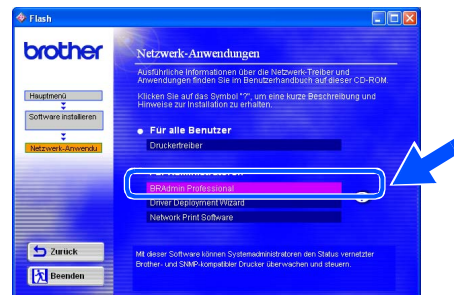 Flash
brother
Netzwerk-Anwendungen
Ausführliche Informationen über die Netzwerk-Treiber und
Anwendungen finden Sie im Benutzerhandbuch auf dieser CD-ROM.
Klicken Sie auf das Symbol "?", um eine kurze Beschreibung und
Hinweise zur Installation zu erhalten.
Hauptmenü
Software installieren
Netzwerk-Anwendu
Für alle Benutzer
Druckertreiber
Für Administratoren
BRAdmin Professional
Driver Deployment Wizard
Network Print Software
Zurück
Beenden
Mit dieser Software können Systemadministratoren den Status vernetzter
Brother- und SNMP-kompatibler Drucker überwachen und steuern.